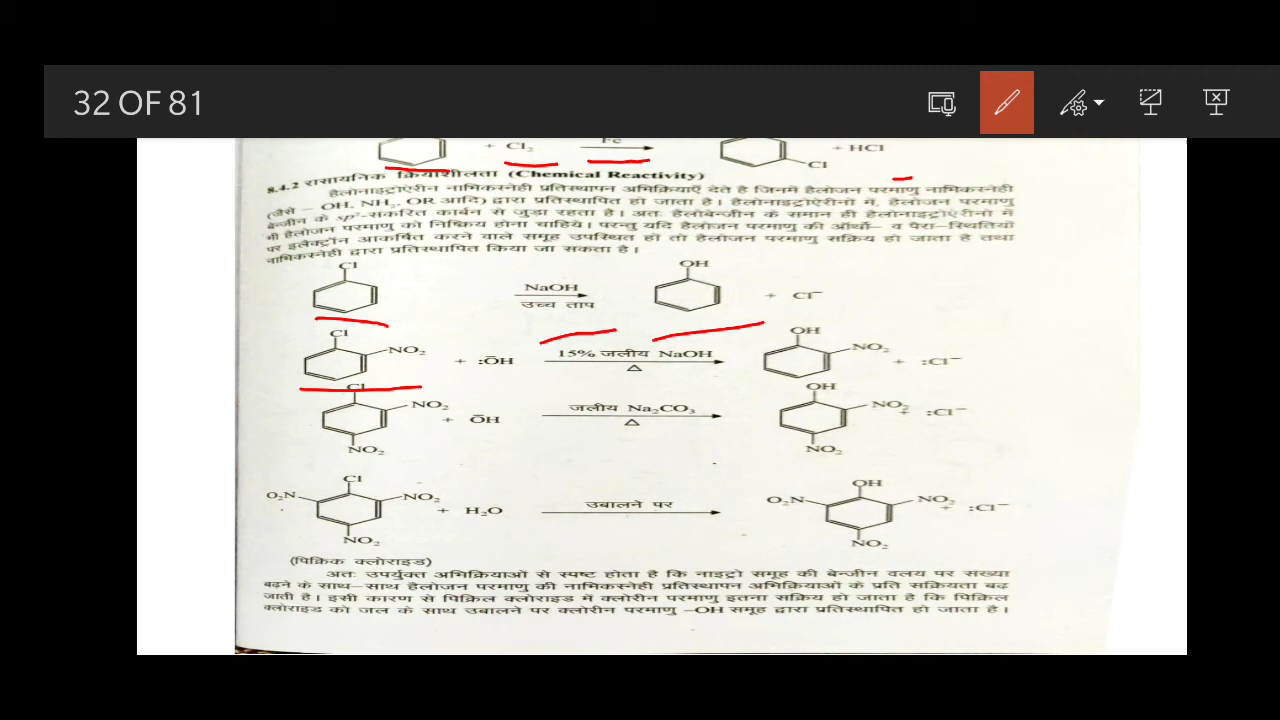 32 OF 81
+ Cl₂ Fe + HCl
Cl
8.4.2 रासायनिक क्रियाशीलता (Chemical Reactivity)
हैलोनाइट्रोऐरीन नाभिकस्नेही प्रतिस्थापन अभिक्रियाएँ देते है जिनमें हैलोजन परमाणु नाभिकस्नेही
(जैसे – OH, NH₂, OR आदि) द्वारा प्रतिस्थापित हो जाता है। हैलोनाइट्रोऐरीनो में, हैलोजन परमाणु
बेन्जीन के sp²-संकरित कार्बन से जुडा रहता है। अतः हैलोबेन्जीन के समान ही हैलोनाइट्रोऐरीनो में
भी हैलोजन परमाणु को निष्क्रिय होना चाहिये। परन्तु यदि हैलोजन परमाणु की ऑर्थो– व पैरा–स्थितियों
पर इलेक्ट्रॉन आकर्षित करने वाले समूह उपस्थित हों तो हैलोजन परमाणु सक्रिय हो जाता है तथा
नाभिकस्नेही द्वारा प्रतिस्थापित किया जा सकता है।
Cl OH
NaOH + Cl⁻
उच्च ताप
Cl OH
NO₂ + :ŌH 15% जलीय NaOH NO₂ + :Cl⁻
Δ
Cl OH
NO₂ + ŌH जलीय Na₂CO₃ NO₂ + :Cl⁻
Δ
NO₂ NO₂
Cl OH
O₂N NO₂ + H₂O उबालने पर O₂N NO₂ + :Cl⁻
NO₂ NO₂
(पिक्रिक क्लोराइड)
अतः उपर्युक्त अभिक्रियाओं से स्पष्ट होता है कि नाइट्रो समूह की बेन्जीन वलय पर संख्या
बढ़ने के साथ–साथ हैलोजन परमाणु की नाभिकस्नेही प्रतिस्थापन अभिक्रियाओं के प्रति सक्रियता बढ़
जाती है। इसी कारण से पिक्रिल क्लोराइड में क्लोरीन परमाणु इतना सक्रिय हो जाता है कि पिक्रिल
क्लोराइड को जल के साथ उबालने पर क्लोरीन परमाणु –OH समूह द्वारा प्रतिस्थापित हो जाता है।